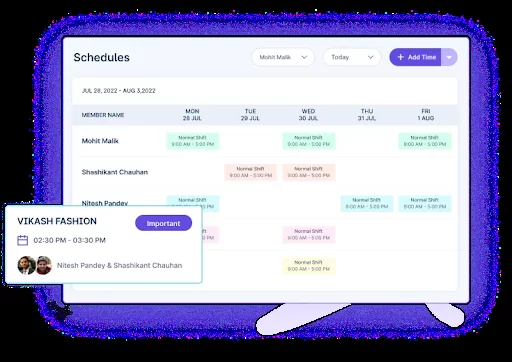 Schedules
Mohit Malik
Today
+ Add Time
JUL 28, 2022 - AUG 3,2022
MEMBER NAME
MON
28 JUL
TUE
29 JUL
WED
30 JUL
THU
31 JUL
FRI
1 AUG
Mohit Malik
Normal Shift
9:00 AM - 5:00 PM
Normal Shift
9:00 AM - 5:00 PM
Normal Shift
9:00 AM - 5:00 PM
Shashikant Chauhan
Normal Shift
9:00 AM - 5:00 PM
Normal Shift
9:00 AM - 5:00 PM
Nitesh Pandey
Normal Shift
9:00 AM - 5:00 PM
Normal Shift
9:00 AM - 5:00 PM
Normal Shift
9:00 AM - 5:00 PM
VIKASH FASHION
Important
02:30 PM - 03:30 PM
Nitesh Pandey & Shashikant Chauhan
Shift
5:00 PM
Normal Shift
9:00 AM - 5:00 PM
Normal Shift
9:00 AM - 5:00 PM